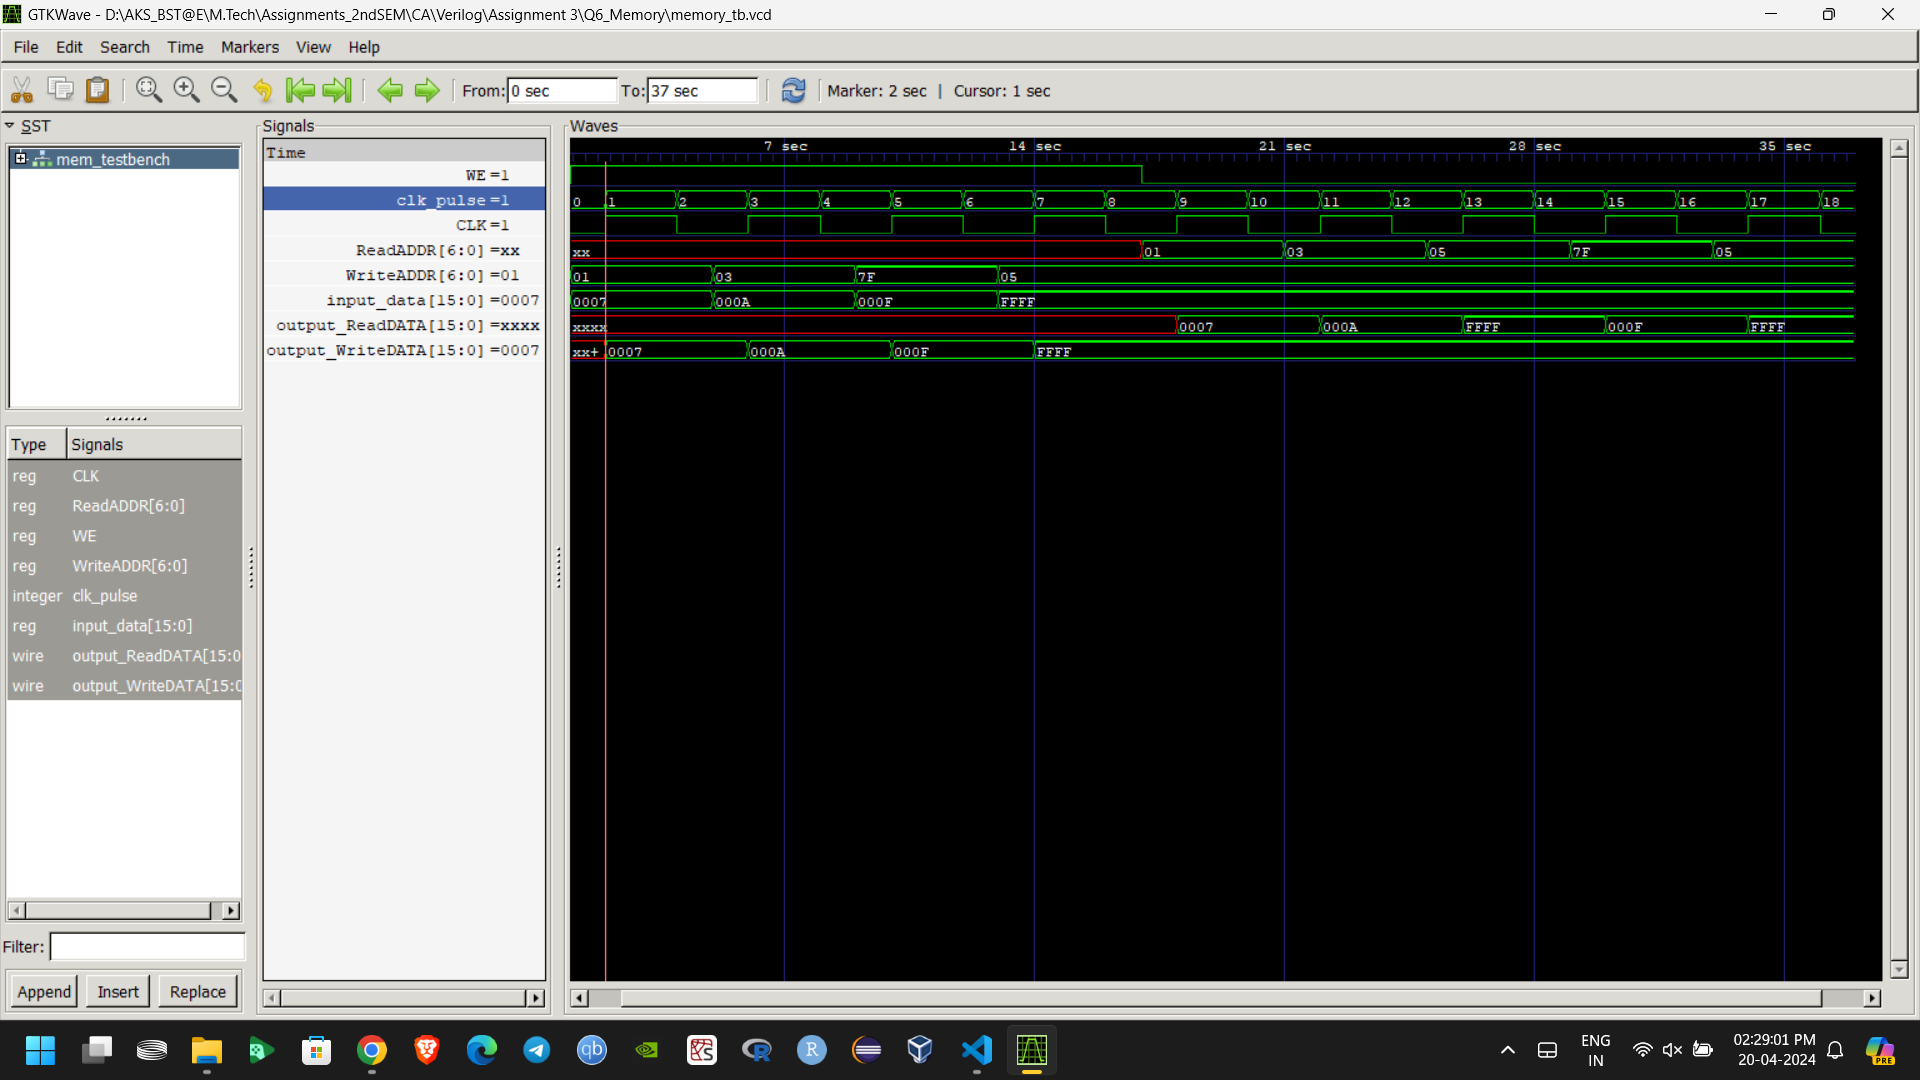 GTKWave - D:\AKS_BST@E\M.Tech\Assignments_2ndSEM\CA\Verilog\Assignment 3\Q6_Memory\memory_tb.vcd
File Edit Search Time Markers View Help
From: 0 sec To: 37 sec Marker: 2 sec | Cursor: 1 sec
SST
mem_testbench
Type Signals
reg CLK
reg ReadADDR[6:0]
reg WE
reg WriteADDR[6:0]
integer clk_pulse
reg input_data[15:0]
wire output_ReadDATA[15:0
wire output_WriteDATA[15:0
Filter:
Append Insert Replace
Signals
Time
WE =1
clk_pulse =1
CLK =1
ReadADDR[6:0] =xx
WriteADDR[6:0] =01
input_data[15:0] =0007
output_ReadDATA[15:0] =xxxx
output_WriteDATA[15:0] =0007
Waves
7 sec 14 sec 21 sec 28 sec 35 sec
0 1 2 3 4 5 6 7 8 9 10 11 12 13 14 15 16 17 18
xx 01 03 05 7F 05
01 03 7F 05
0007 000A 000F FFFF
xxxx 0007 000A FFFF 000F FFFF
xx+ 0007 000A 000F FFFF
qb R R
ENG
IN
02:29:01 PM
20-04-2024
PRE